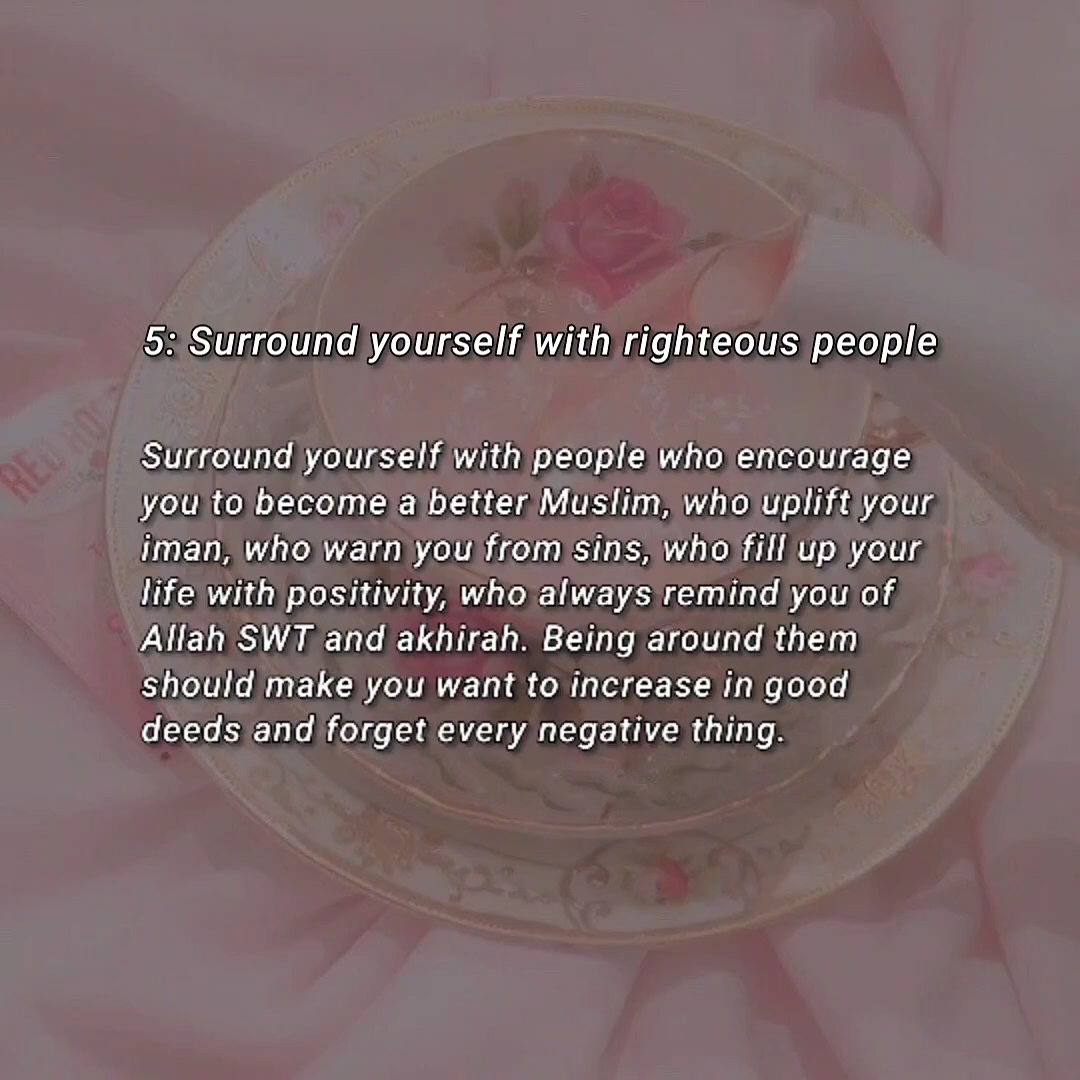 5: Surround yourself with righteous people
Surround yourself with people who encourage
you to become a better Muslim, who uplift your
iman, who warn you from sins, who fill up your
life with positivity, who always remind you of
Allah SWT and akhirah. Being around them
should make you want to increase in good
deeds and forget every negative thing.